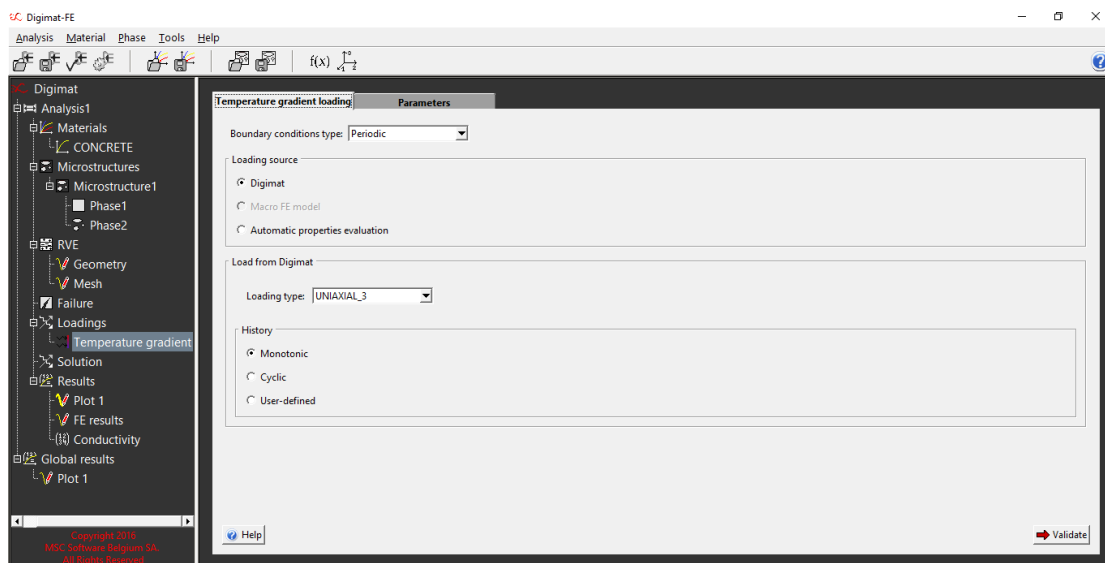 Digimat-FE
Analysis Material Phase Tools Help
f(x)
Digimat
Analysis1
Materials
CONCRETE
Microstructures
Microstructure1
Phase1
Phase2
RVE
Geometry
Mesh
Failure
Loadings
Temperature gradient
Solution
Results
Plot 1
FE results
Conductivity
Global results
Plot 1
Copyright 2016
MSC Software Belgium SA.
All Rights Reserved
Temperature gradient loading
Parameters
Boundary conditions type: Periodic
Loading source
Digimat
Macro FE model
Automatic properties evaluation
Load from Digimat
Loading type: UNIAXIAL_3
History
Monotonic
Cyclic
User-defined
Help
Validate